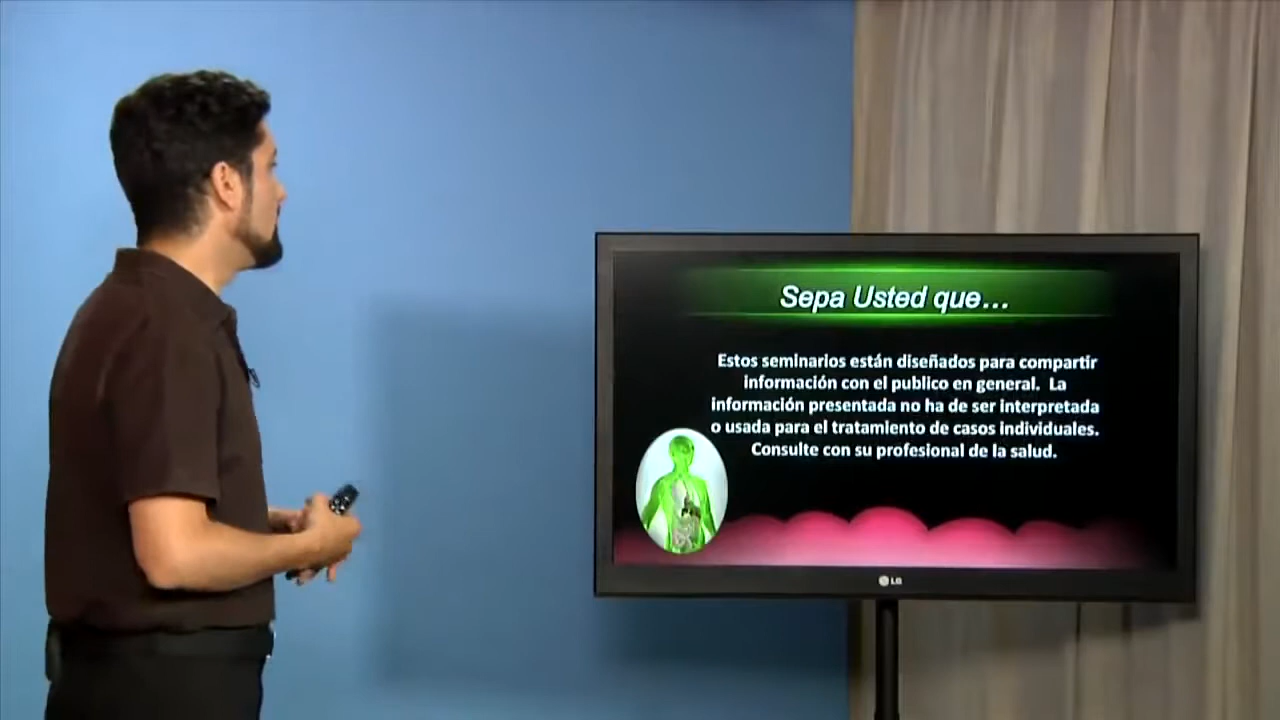 Sepa Usted que...
Estos seminarios están diseñados para compartir
información con el publico en general. La
información presentada no ha de ser interpretada
o usada para el tratamiento de casos individuales.
Consulte con su profesional de la salud.
LG